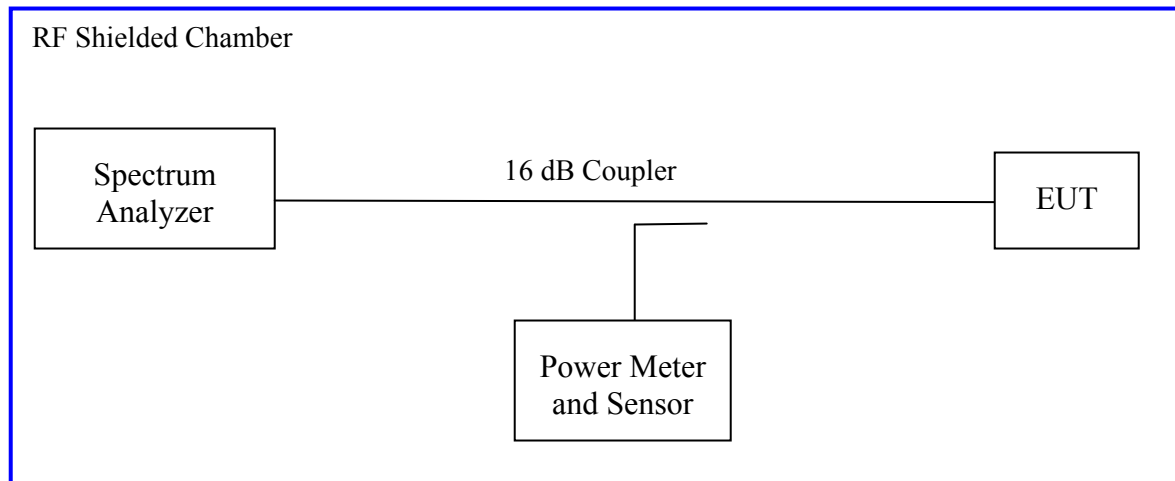 RF Shielded Chamber
Spectrum
Analyzer
16 dB Coupler
EUT
Power Meter
and Sensor